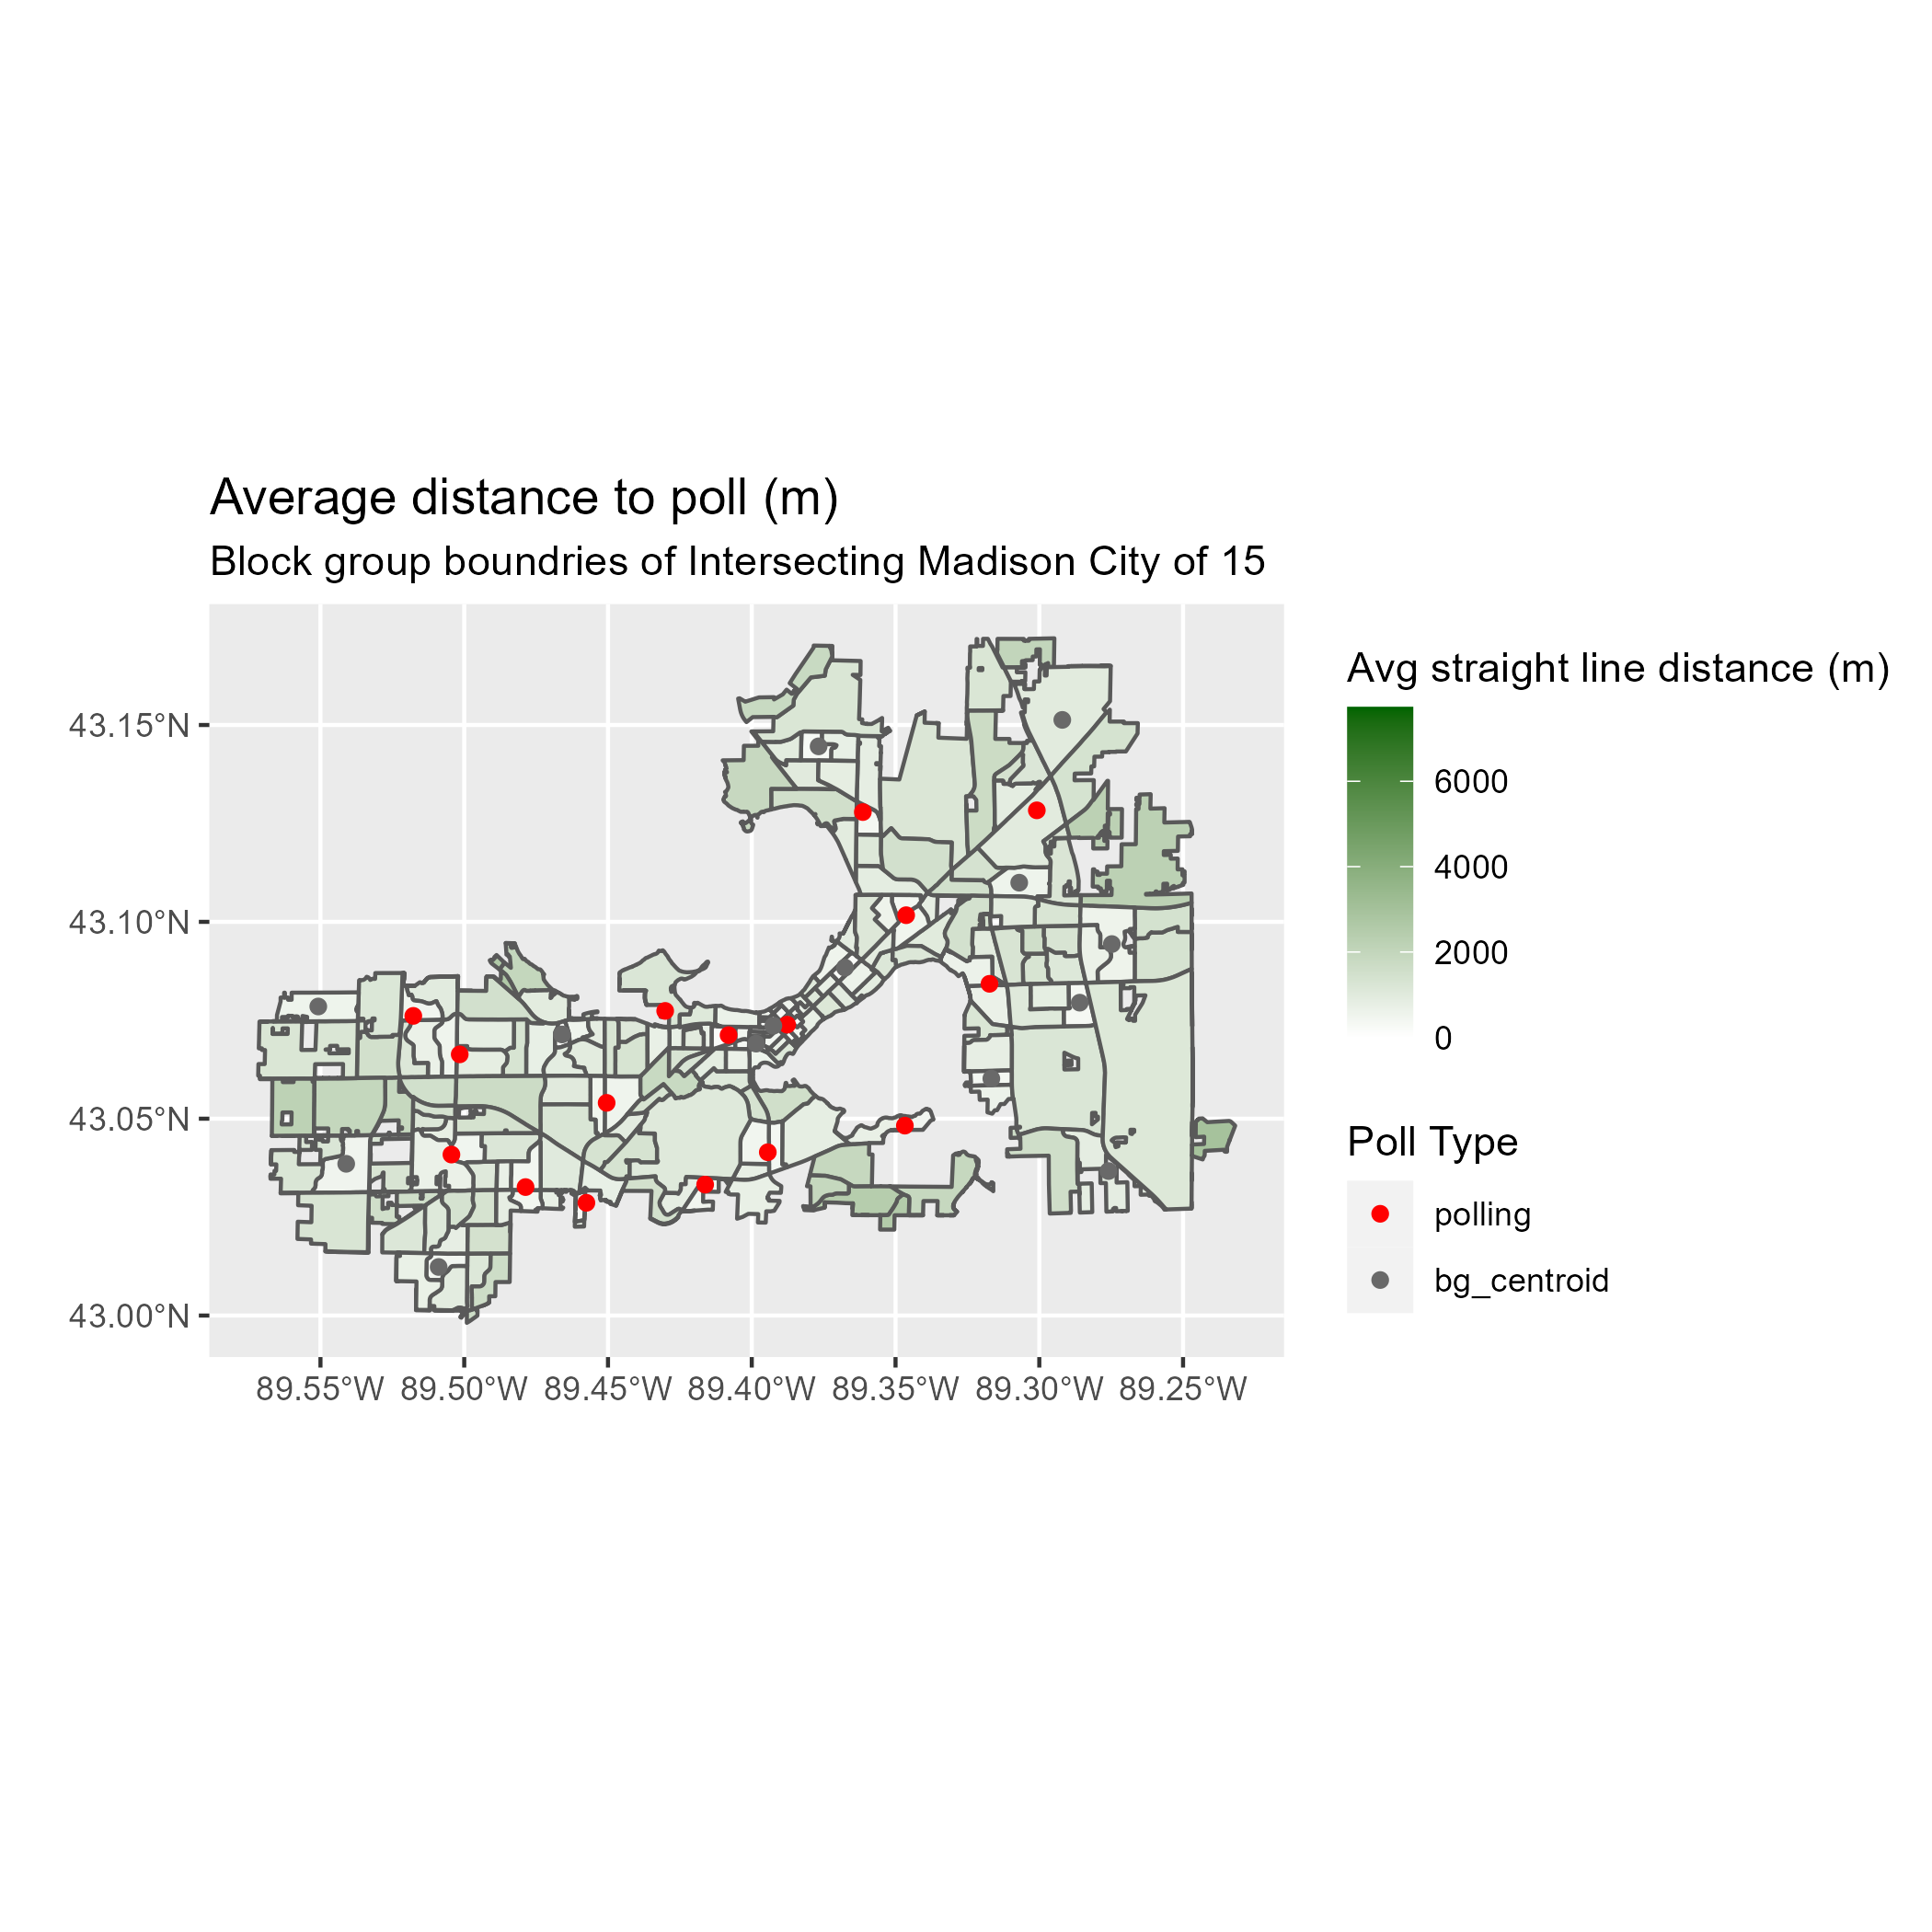 Average distance to poll (m)
Block group boundries of Intersecting Madison City of 15
43.15°N
43.10°N
43.05°N
43.00°N
89.55°W 89.50°W 89.45°W 89.40°W 89.35°W 89.30°W 89.25°W
Avg straight line distance (m)
6000
4000
2000
0
Poll Type
polling
bg_centroid